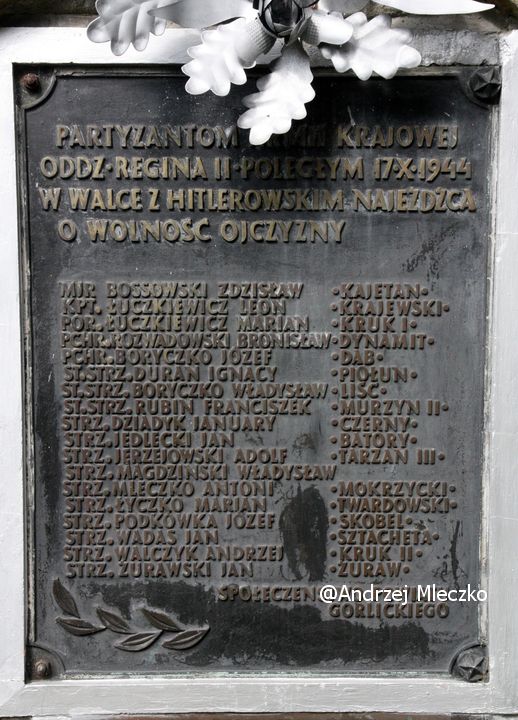 PARTYZANTOM ARMII KRAJOWEJ
ODDZ·REGINA II·POLEGŁYM 17·X·1944
W WALCE Z HITLEROWSKIM NAJEŹDŹCĄ
O WOLNOŚĆ OJCZYZNY
MJR BOSSOWSKI ZDZISŁAW ·KAJETAN·
KPT. ŁUCZKIEWICZ LEON ·KRAJEWSKI·
POR. ŁUCZKIEWICZ MARIAN ·KRUK I·
PCHR. ROZWADOWSKI BRONISŁAW ·DYNAMIT·
PCHR. BORYCZKO JÓZEF ·DĄB·
ST.STRZ. DURAN IGNACY ·PIOŁUN·
ST.STRZ. BORYCZKO WŁADYSŁAW ·LIŚĆ·
ST.STRZ. RUBIN FRANCISZEK ·MURZYN II·
STRZ. DZIADYK JANUARY ·CZERNY·
STRZ. JEDLECKI JAN ·BATORY·
STRZ. JERZEJOWSKI ADOLF ·TARZAN III·
STRZ. MAGDZIŃSKI WŁADYSŁAW
STRZ. MLECZKO ANTONI ·MOKRZYCKI·
STRZ. ŁYCZKO MARJAN ·TWARDOWSKI·
STRZ. PODKÓWKA JÓZEF ·SKOBEL·
STRZ. WADAS JAN ·SZTACHETA·
STRZ. WALCZYK ANDRZEJ ·KRUK II·
STRZ. ŻURAWSKI JAN ·ŻURAW·
GORLICKIEGO
@Andrzej Mleczko